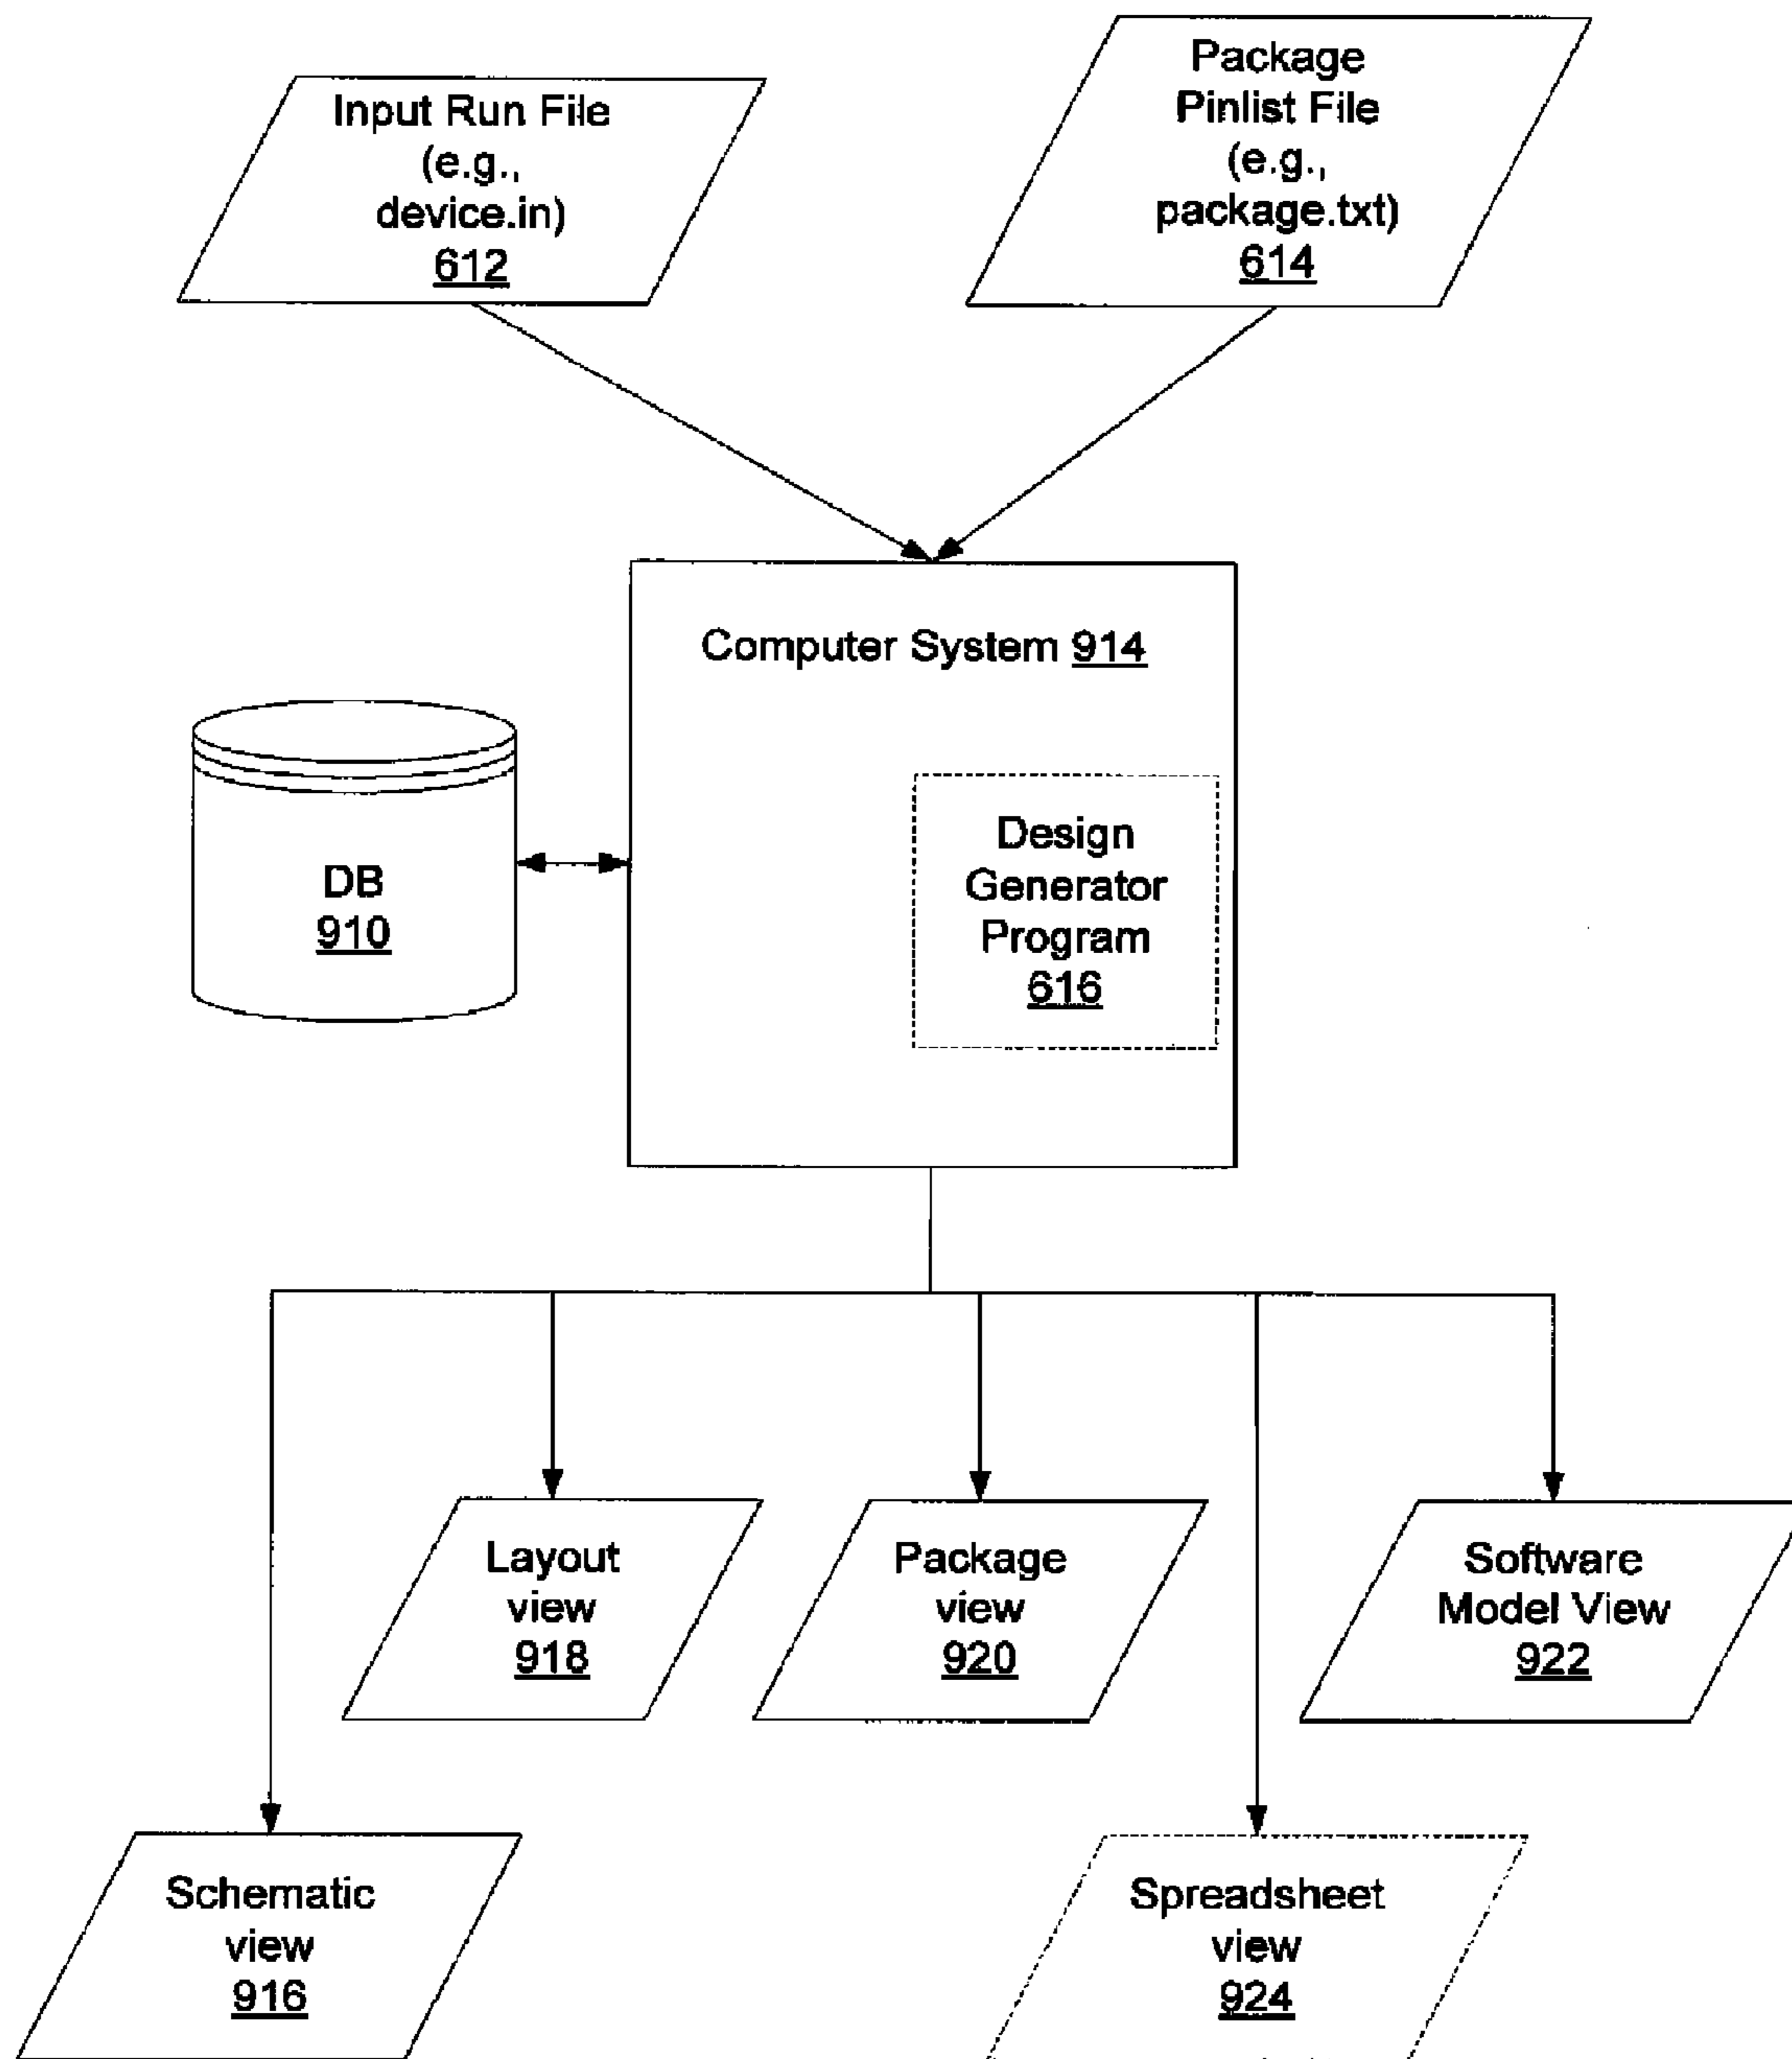 Input Run File
(e.g.,
device.in)
612
Package
Pinlist File
(e.g.,
package.txt)
614
Computer System 914
Design
Generator
Program
616
DB
910
Layout
view
918
Package
view
920
Software
Model View
922
Schematic
view
916
Spreadsheet
view
924